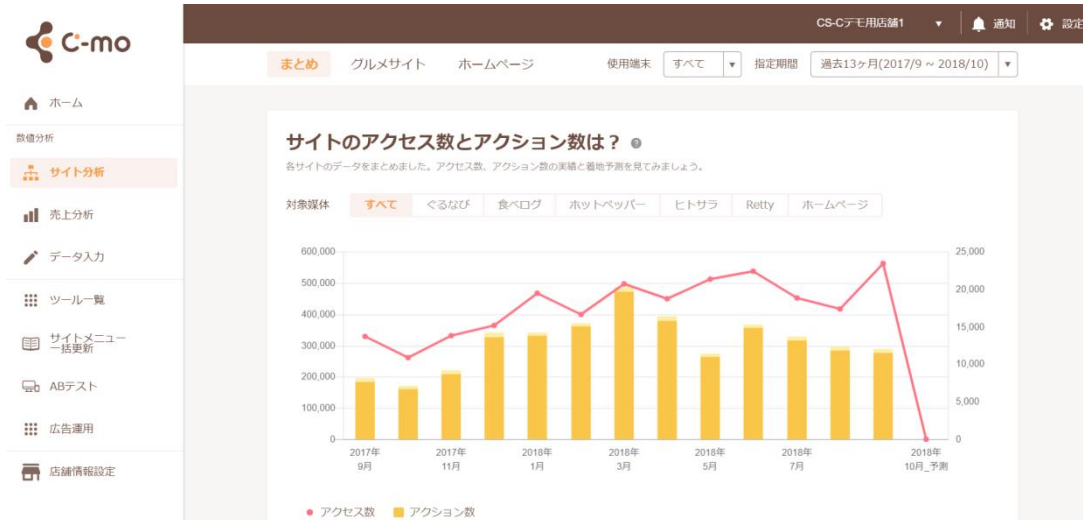 C-mo
CS-Cデモ用店舗1 ▼ 通知 設定
まとめ グルメサイト ホームページ 使用端末 すべて ▼ 指定期間 過去13ヶ月(2017/9 ~ 2018/10) ▼
ホーム
数値分析
サイト分析
売上分析
データ入力
ツール一覧
サイトメニュー
一括更新
ABテスト
広告運用
店舗情報設定
サイトのアクセス数とアクション数は？
各サイトのデータをまとめました。アクセス数、アクション数の実績と着地予測を見てみましょう。
対象媒体 すべて ぐるなび 食べログ ホットペッパー ヒトサラ Retty ホームページ
600,000 25,000
500,000
20,000
400,000
15,000
300,000
10,000
200,000
5,000
100,000
0 0
2017年 2017年 2018年 2018年 2018年 2018年 2018年
9月 11月 1月 3月 5月 7月 10月_予測
アクセス数 アクション数